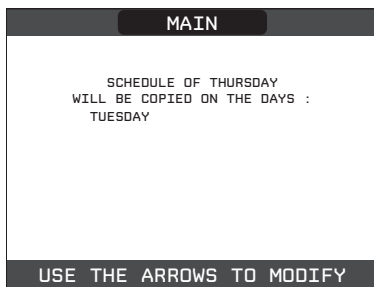 MAIN
SCHEDULE OF THURSDAY
WILL BE COPIED ON THE DAYS :
TUESDAY
USE THE ARROWS TO MODIFY